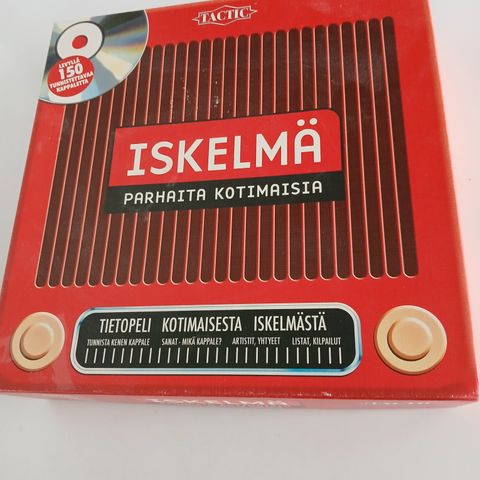 TACTIC
LEVYLLÄ
150
TUNNISTETTAVAA
KAPPALETTA
ISKELMÄ
PARHAITA KOTIMAISIA
TIETOPELI KOTIMAISESTA ISKELMÄSTÄ
TUNNISTA KENEN KAPPALE SANAT - MIKÄ KAPPALE? ARTISTIT, YHTYEET LISTAT, KILPAILUT
ISKELMÄ